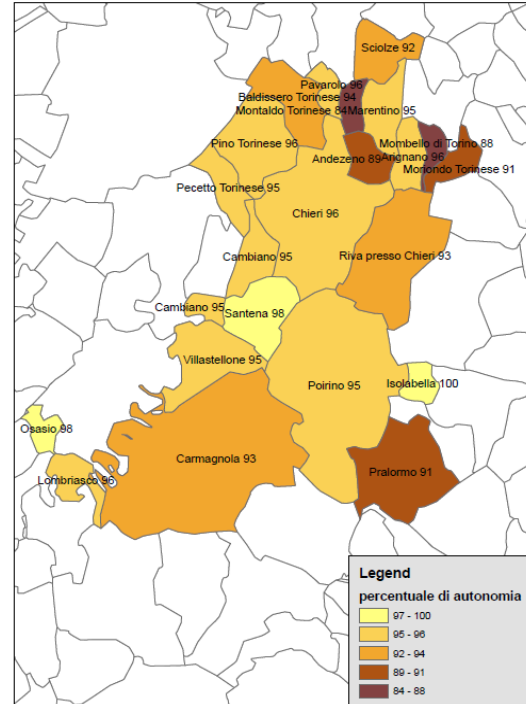 Sciolze 92
Pavarolo 96
Baldissero Torinese 94
Montaldo Torinese 84
Marentino 95
Pino Torinese 96
Mombello di Torino 88
Andezeno 89
Arignano 96
Moriondo Torinese 91
Pecetto Torinese 95
Chieri 96
Cambiano 95
Riva presso Chieri 93
Cambiano 95
Santena 98
Villastellone 95
Poirino 95
Isolabella 100
Osasio 98
Carmagnola 93
Pralormo 91
Lombriasco 96
Legend
percentuale di autonomia
97 - 100
95 - 96
92 - 94
89 - 91
84 - 88